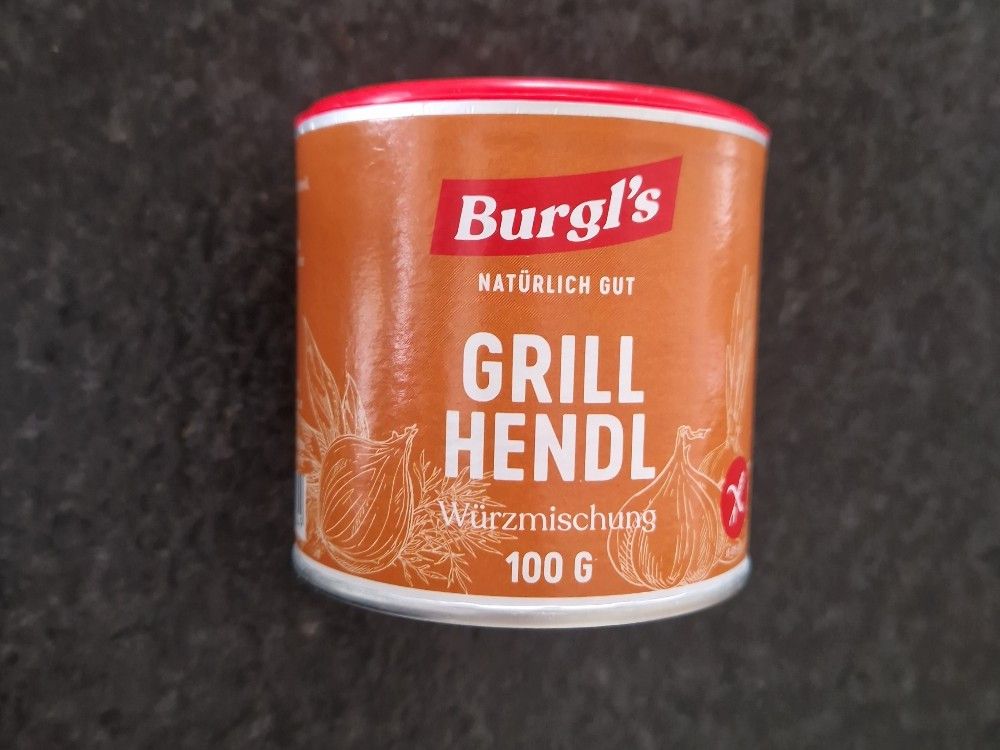 Burgl's
NATÜRLICH GUT
GRILL
HENDL
Würzmischung
100 G